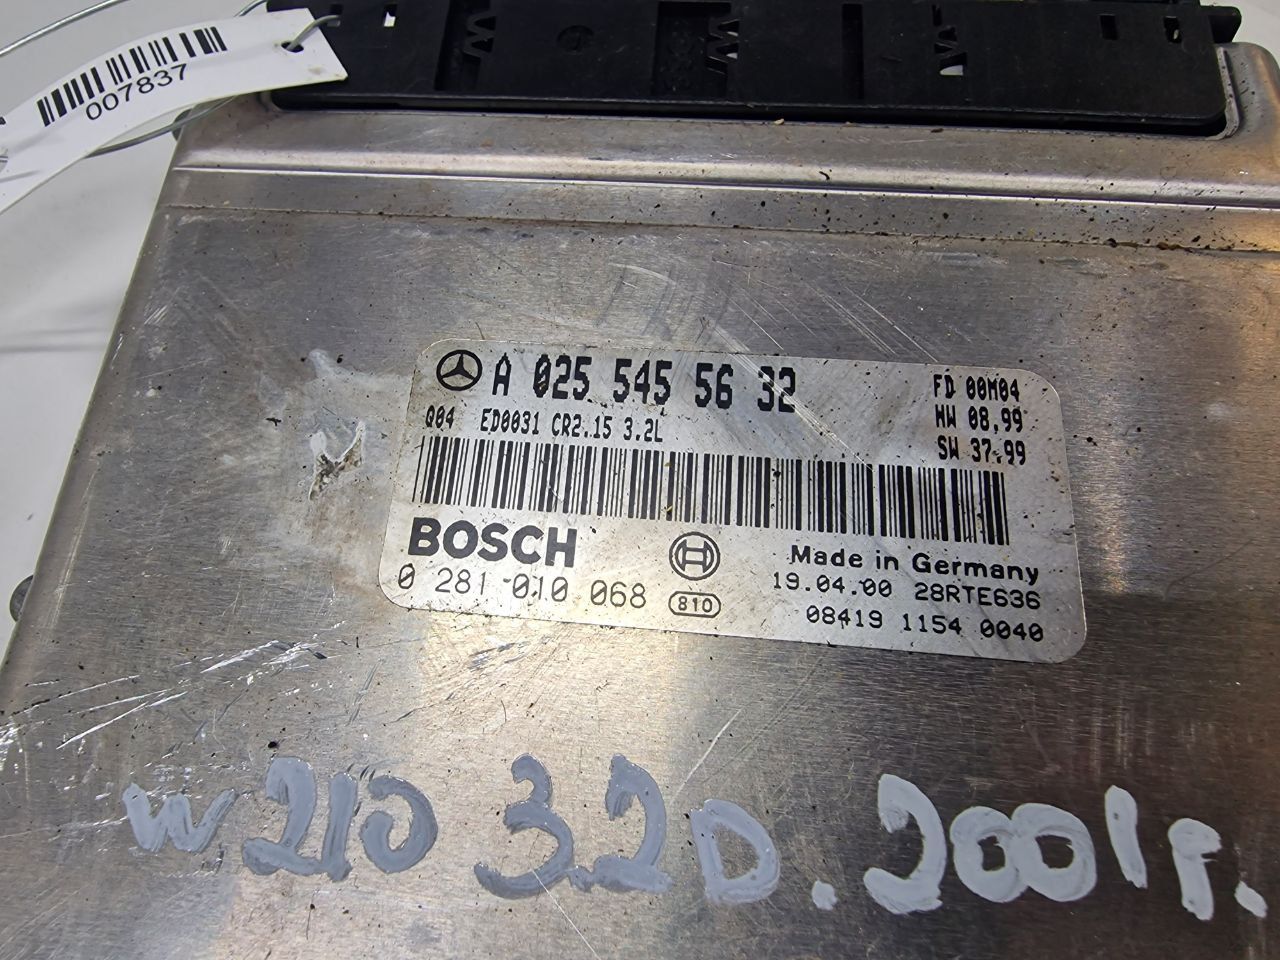 007837
A 025 545 56 32
FD 00M04
Q04 ED0031 CR2.15 3.2L
HW 08,99
SW 37.99
BOSCH
Made in Germany
0 281 010 068
810
19.04.00 28RTE636
08419 1154 0040
W210 3.2D. 2001г.